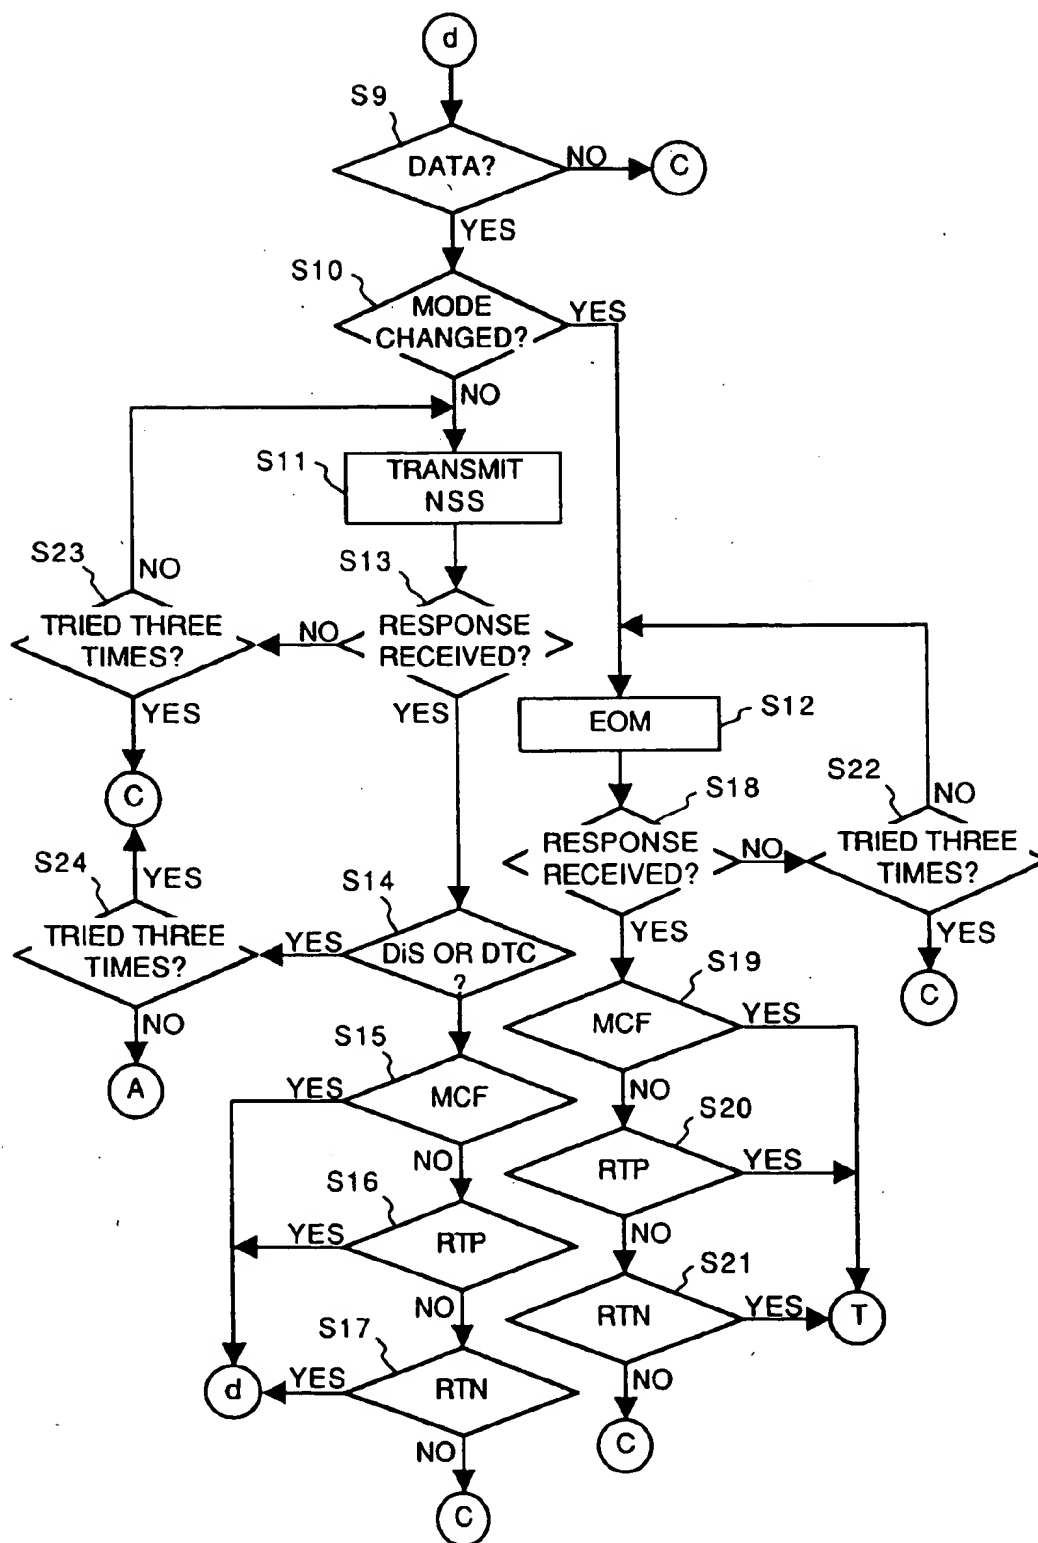 d
S9
DATA?
NO
C
YES
S10
MODE
CHANGED?
YES
NO
S11
TRANSMIT
NSS
S23
NO
S13
TRIED THREE
TIMES?
NO
RESPONSE
RECEIVED?
YES
YES
EOM
S12
C
S18
S22
NO
RESPONSE
RECEIVED?
NO
TRIED THREE
TIMES?
S24
YES
S14
YES
YES
TRIED THREE
TIMES?
YES
DiS OR DTC
?
S19
C
NO
MCF
YES
S15
A
YES
MCF
NO
S20
NO
RTP
YES
S16
YES
RTP
NO
S21
NO
RTN
YES
T
S17
d
YES
RTN
NO
NO
C
C